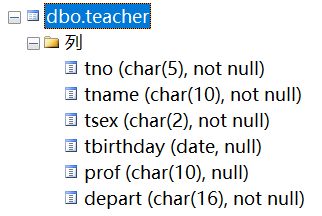 dbo.teacher
列
tno (char(5), not null)
tname (char(10), not null)
tsex (char(2), not null)
tbirthday (date, null)
prof (char(10), null)
depart (char(16), not null)